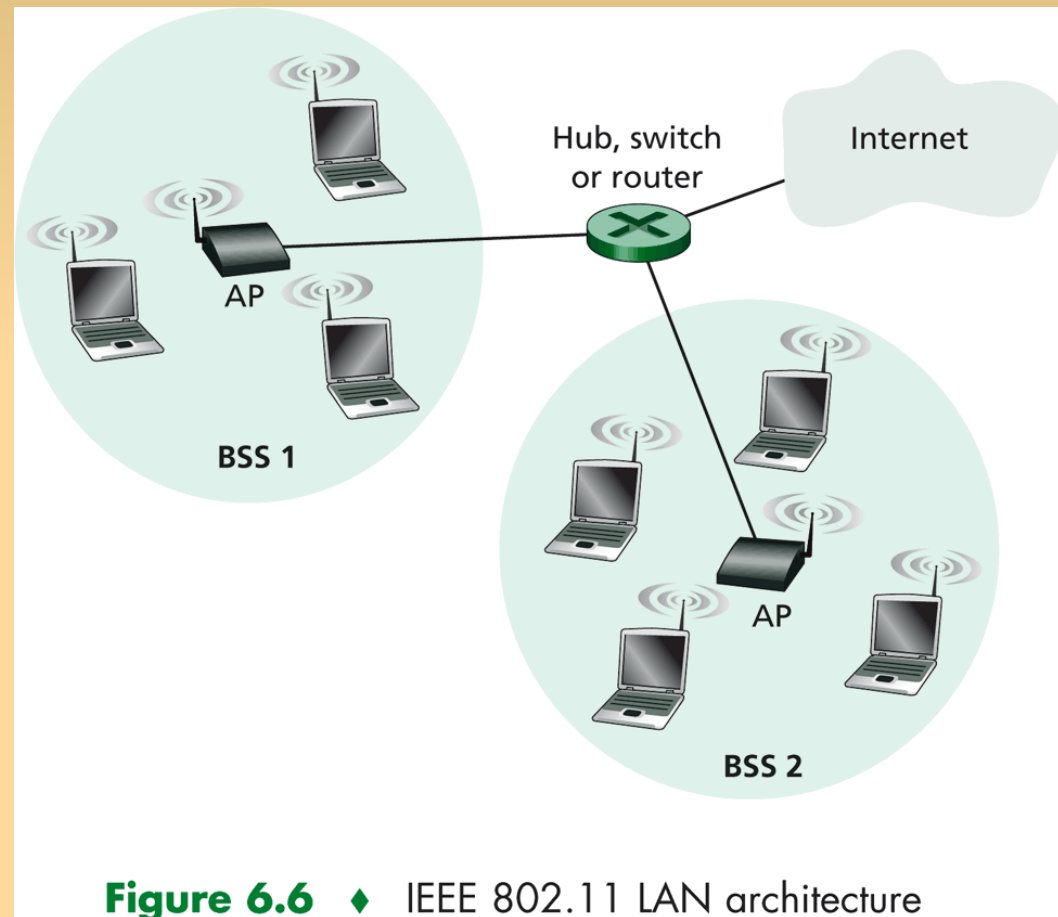 Hub, switch
or router
Internet
AP
BSS 1
AP
BSS 2
Figure 6.6 ♦ IEEE 802.11 LAN architecture